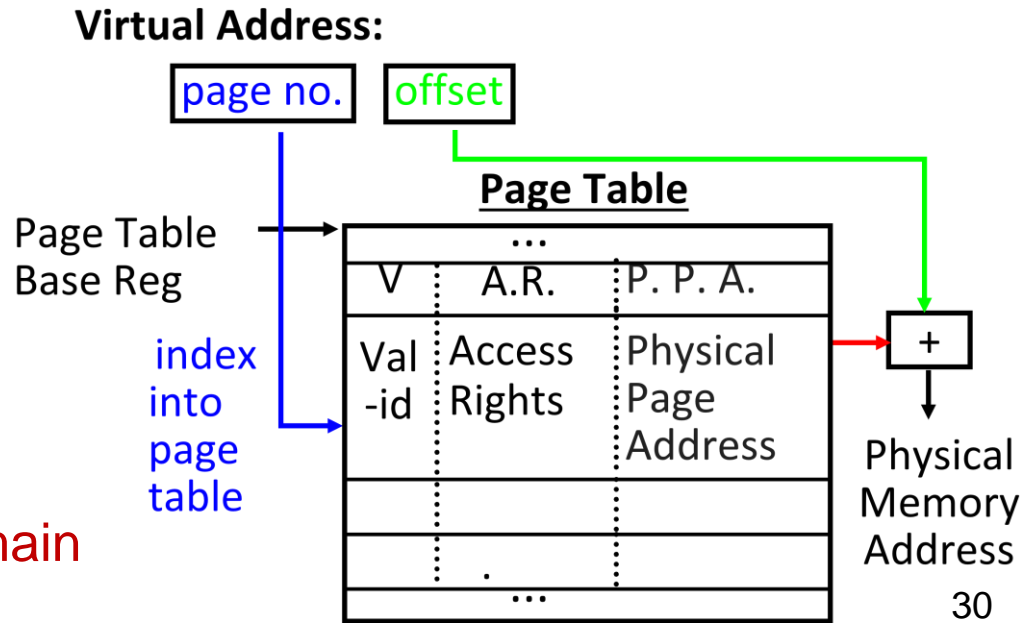 Virtual Address:
page no.
offset
Page Table
Page Table
Base Reg
...
V
A.R.
P. P. A.
index
into
page
table
Val
-id
Access
Rights
Physical
Page
Address
+
Physical
Memory
Address
.
...
30